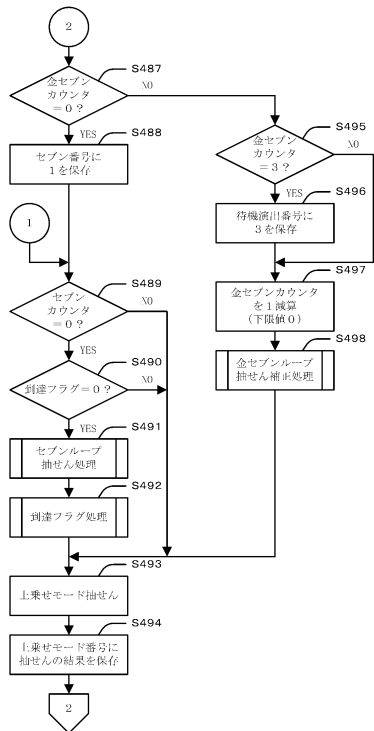 2
S487
金セブン
カウンタ
＝0？
NO
YES
S488
セブン番号に
1を保存
S495
金セブン
カウンタ
＝3？
NO
YES
S496
待機演出番号に
3を保存
1
S489
セブン
カウンタ
＝0？
NO
YES
S497
金セブンカウンタ
を1減算
（下限値0）
S490
到達フラグ＝0？
NO
YES
S498
金セブンループ
抽せん補正処理
S491
セブンループ
抽せん処理
S492
到達フラグ処理
S493
上乗せモード抽せん
S494
上乗せモード番号に
抽せんの結果を保存
2